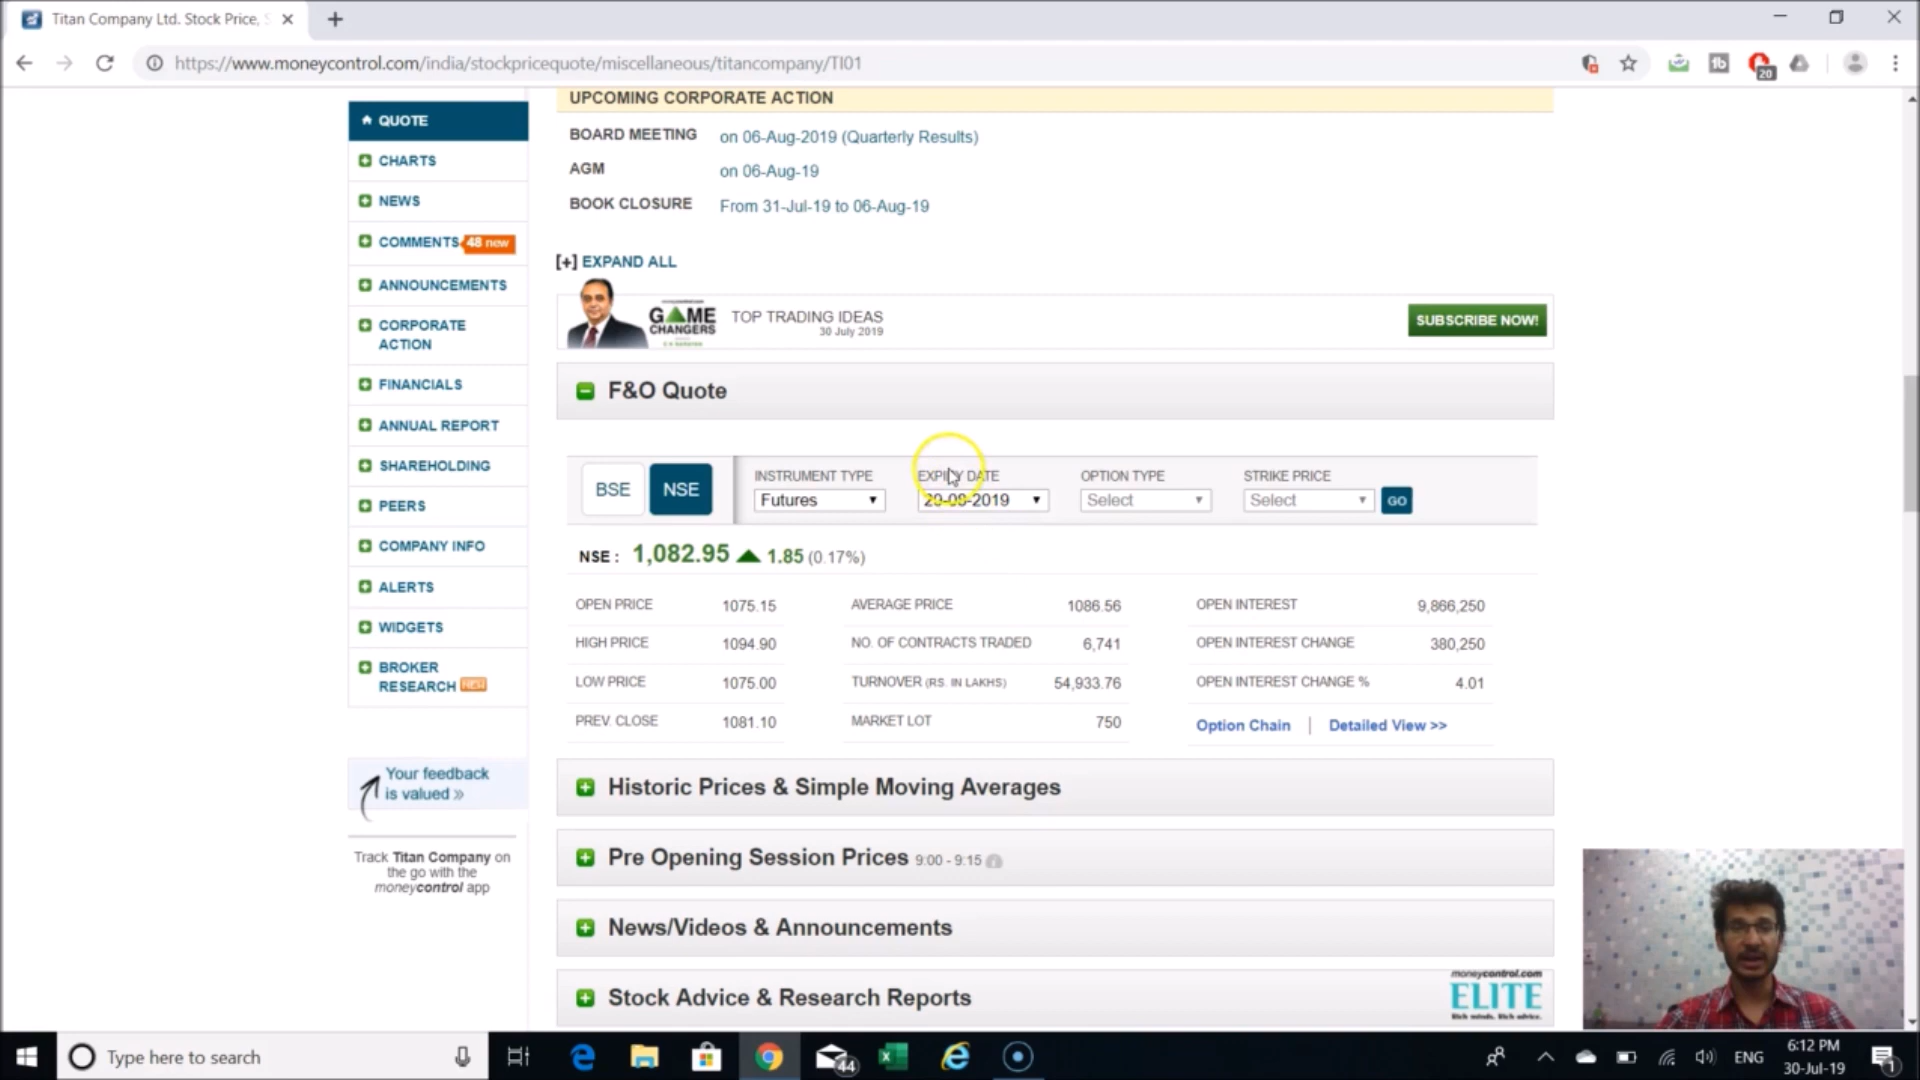 Titan Company Ltd. Stock Price, S
https://www.moneycontrol.com/india/stockpricequote/miscellaneous/titancompany/TI01
20
QUOTE
CHARTS
NEWS
COMMENTS 48 new
ANNOUNCEMENTS
CORPORATE
ACTION
FINANCIALS
ANNUAL REPORT
SHAREHOLDING
PEERS
COMPANY INFO
ALERTS
WIDGETS
BROKER
RESEARCH NEW
Your feedback
is valued »
Track Titan Company on
the go with the
moneycontrol app
UPCOMING CORPORATE ACTION
BOARD MEETING on 06-Aug-2019 (Quarterly Results)
AGM on 06-Aug-19
BOOK CLOSURE From 31-Jul-19 to 06-Aug-19
[+] EXPAND ALL
GAME
CHANGERS
TOP TRADING IDEAS
30 July 2019
SUBSCRIBE NOW!
F&O Quote
BSE NSE
INSTRUMENT TYPE EXPIRY DATE OPTION TYPE STRIKE PRICE
Futures 29-08-2019 Select Select GO
NSE : 1,082.95 1.85 (0.17%)
OPEN PRICE 1075.15 AVERAGE PRICE 1086.56 OPEN INTEREST 9,866,250
HIGH PRICE 1094.90 NO. OF CONTRACTS TRADED 6,741 OPEN INTEREST CHANGE 380,250
LOW PRICE 1075.00 TURNOVER (RS. IN LAKHS) 54,933.76 OPEN INTEREST CHANGE % 4.01
PREV. CLOSE 1081.10 MARKET LOT 750 Option Chain | Detailed View >>
Historic Prices & Simple Moving Averages
Pre Opening Session Prices 9:00 - 9:15
News/Videos & Announcements
Stock Advice & Research Reports
moneycontrol.com
ELITE
Type here to search
44
ENG
6:12 PM
30-Jul-19
1